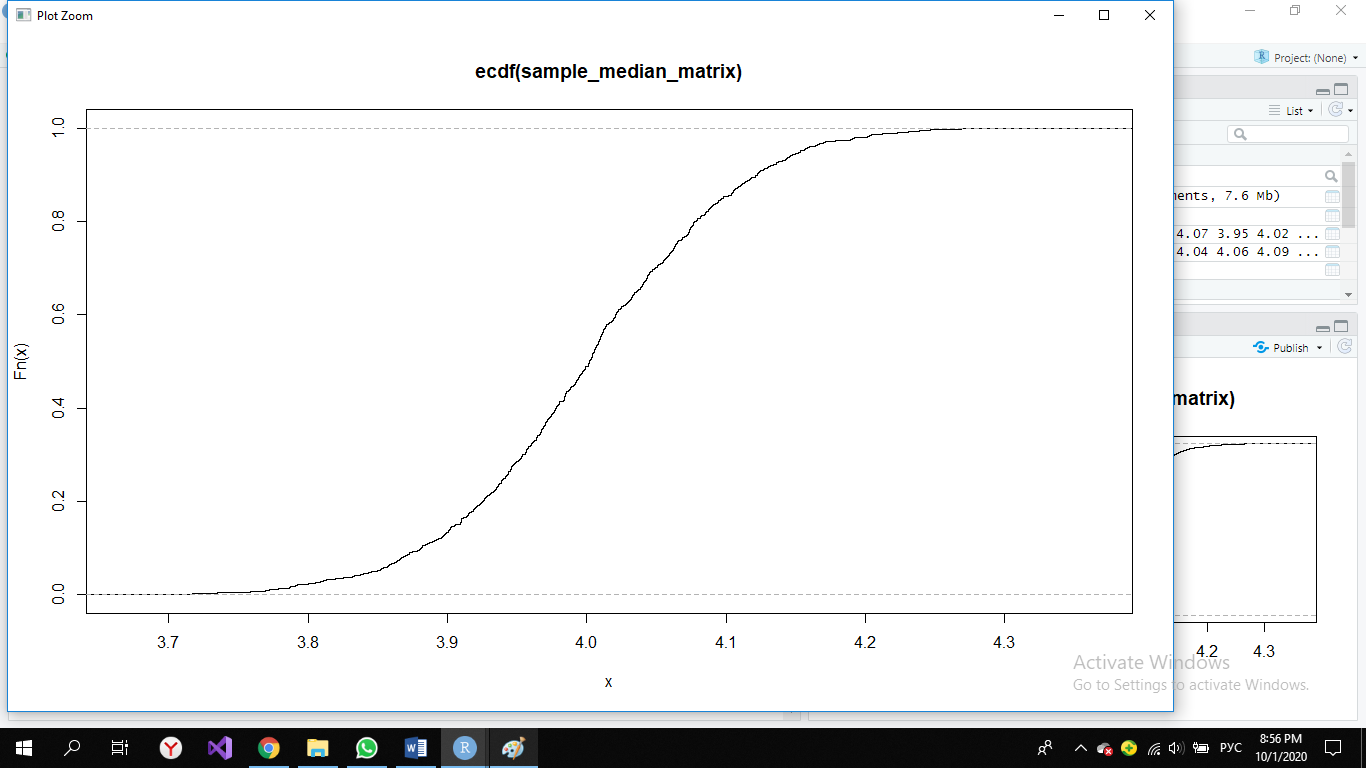 Plot Zoom
ecdf(sample_median_matrix)
Fn(x)
1.0
0.8
0.6
0.4
0.2
0.0
3.7 3.8 3.9 4.0 4.1 4.2 4.3
x
Project: (None)
List
ents, 7.6 Mb)
4.07 3.95 4.02 ...
4.04 4.06 4.09 ...
Publish
matrix)
4.2 4.3
Activate Windows
Go to Settings to activate Windows.
R
РУС
8:56 PM
10/1/2020